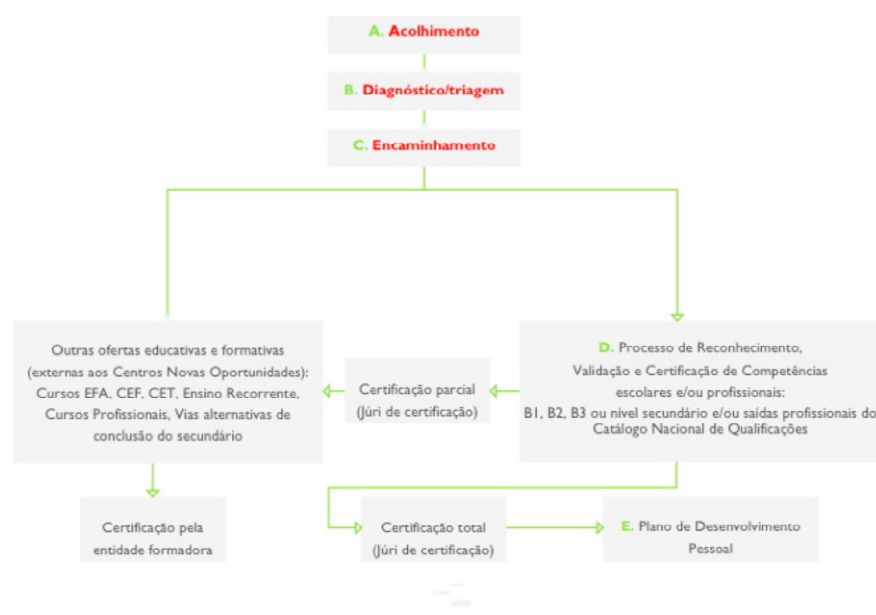 A. Acolhimento
B. Diagnóstico/triagem
C. Encaminhamento
Outras ofertas educativas e formativas
(externas aos Centros Novas Oportunidades):
Cursos EFA, CEF, CET, Ensino Recorrente,
Cursos Profissionais, Vias alternativas de
conclusão do secundário
Certificação parcial
(Júri de certificação)
D. Processo de Reconhecimento,
Validação e Certificação de Competências
escolares e/ou profissionais:
B1, B2, B3 ou nível secundário e/ou saídas profissionais do
Catálogo Nacional de Qualificações
Certificação pela
entidade formadora
Certificação total
(Júri de certificação)
E. Plano de Desenvolvimento
Pessoal